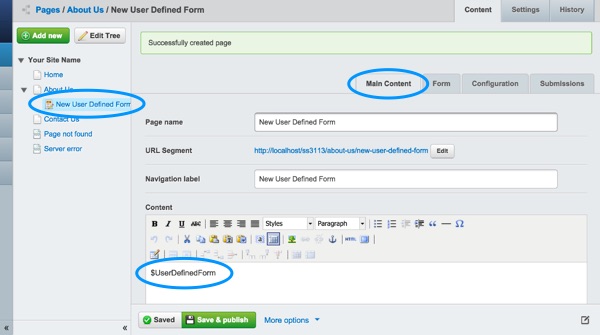 Pages / About Us / New User Defined Form
Content Settings History
Add new Edit Tree
Successfully created page
Your Site Name
Home
About Us
New User Defined Form
Contact Us
Page not found
Server error
Main Content Form Configuration Submissions
Page name New User Defined Form
URL Segment http://localhost/ss3113/about-us/new-user-defined-form Edit
Navigation label New User Defined Form
Content
B I U ABC Styles Paragraph
HTML
$UserDefinedForm
Saved Save & publish More options
« «